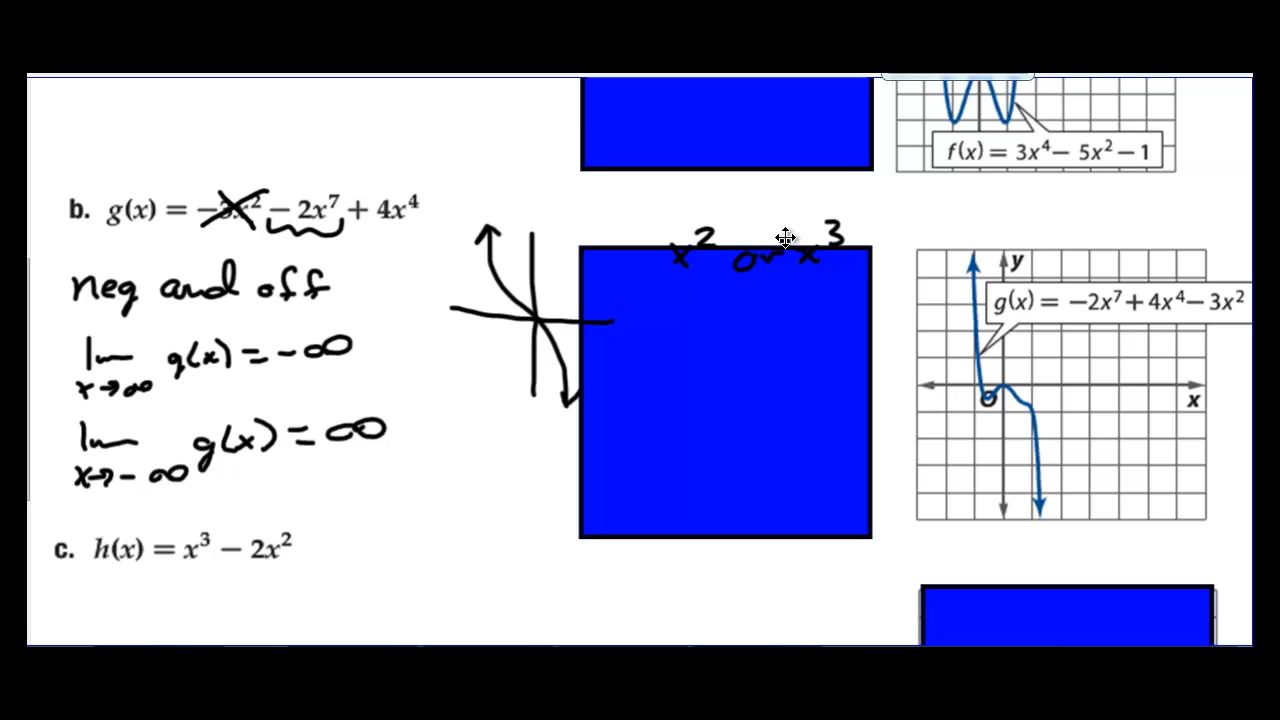 f(x) = 3x⁴ − 5x² − 1
b. g(x) = −3x² − 2x⁷ + 4x⁴
x² or x³
neg and off
lim g(x) = −∞
x→∞
lim g(x) = ∞
x→−∞
y
g(x) = −2x⁷ + 4x⁴ − 3x²
x
c. h(x) = x³ − 2x²